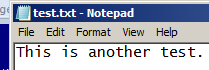 test.txt - Notepad
File Edit Format View Help
This is another test.